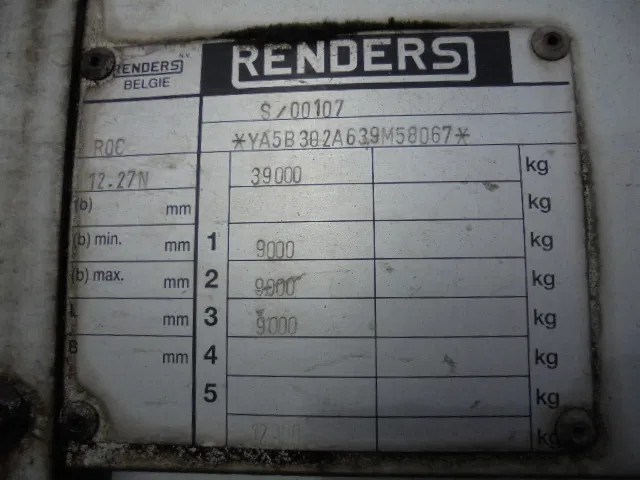 RENDERS
BELGIE
RENDERS
S/00107
ROC *YA5B302A639M58067*
12.27N 39000 kg
(b) mm kg
(b) min. mm 1 9000 kg
(b) max. mm 2 9000 kg
L mm 3 9000 kg
B mm 4 kg
5 kg
kg